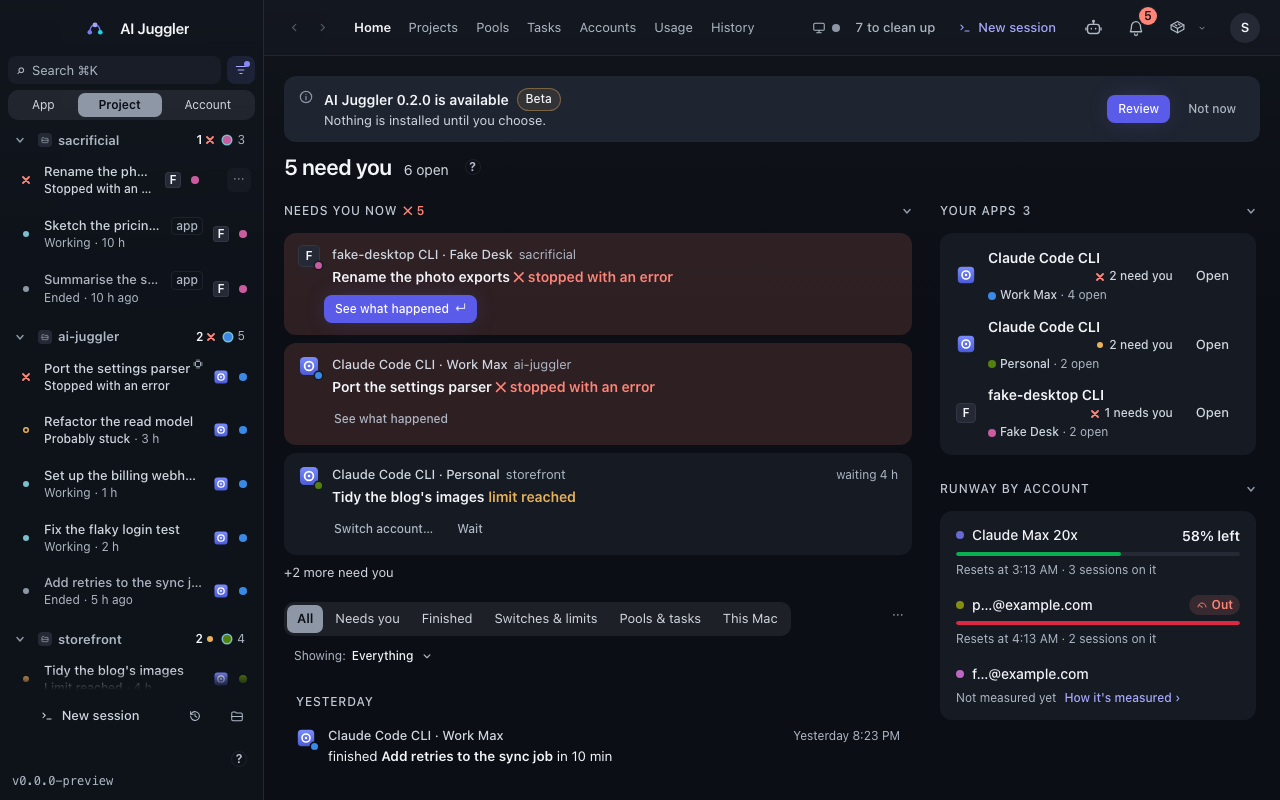 AI Juggler
Search ⌘K
App Project Account
sacrificial 1 3
Rename the ph...
Stopped with an ... F
Sketch the pricin... app
Working · 10 h F
Summarise the s... app
Ended · 10 h ago F
ai-juggler 2 5
Port the settings parser
Stopped with an error
Refactor the read model
Probably stuck · 3 h
Set up the billing webh...
Working · 1 h
Fix the flaky login test
Working · 2 h
Add retries to the sync j...
Ended · 5 h ago
storefront 2 4
Tidy the blog's images
Limit reached · 4 h
New session
?
v0.0.0-preview
Home Projects Pools Tasks Accounts Usage History
7 to clean up
New session
5
S
AI Juggler 0.2.0 is available Beta
Nothing is installed until you choose.
Review Not now
5 need you 6 open ?
NEEDS YOU NOW 5
F fake-desktop CLI · Fake Desk sacrificial
Rename the photo exports stopped with an error
See what happened ↵
Claude Code CLI · Work Max ai-juggler
Port the settings parser stopped with an error
See what happened
Claude Code CLI · Personal storefront waiting 4 h
Tidy the blog's images limit reached
Switch account... Wait
+2 more need you
All Needs you Finished Switches & limits Pools & tasks This Mac ...
Showing: Everything
YESTERDAY
Claude Code CLI · Work Max Yesterday 8:23 PM
finished Add retries to the sync job in 10 min
YOUR APPS 3
Claude Code CLI
2 need you Open
Work Max · 4 open
Claude Code CLI
2 need you Open
Personal · 2 open
fake-desktop CLI
F 1 needs you Open
Fake Desk · 2 open
RUNWAY BY ACCOUNT
Claude Max 20x 58% left
Resets at 3:13 AM · 3 sessions on it
p...@example.com Out
Resets at 4:13 AM · 2 sessions on it
f...@example.com
Not measured yet How it's measured ›